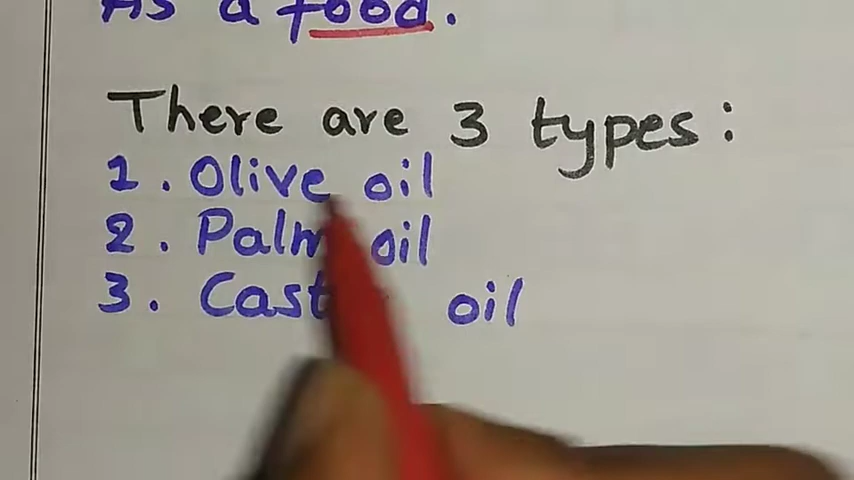 As a food.
There are 3 types:
1. Olive oil
2. Palm oil
3. oil